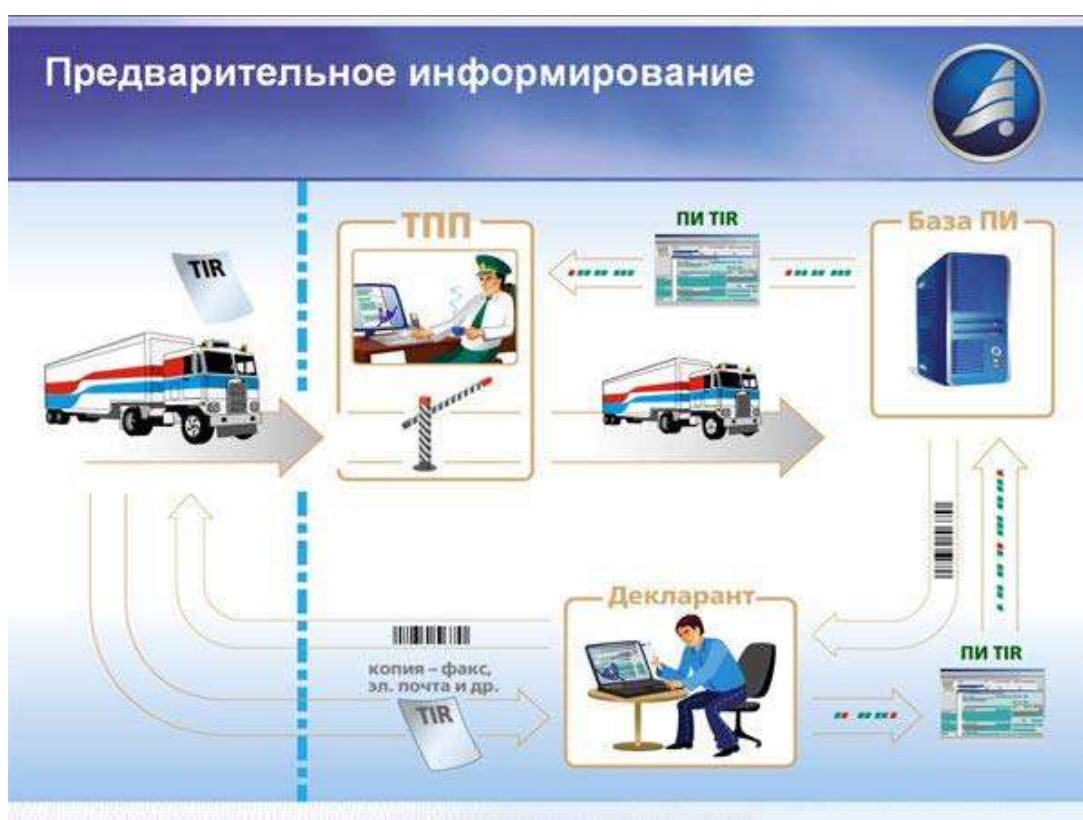 Предварительное информирование
TIR
ТПП
ПИ TIR
База ПИ
Декларант
копия – факс,
эл. почта и др.
TIR
ПИ TIR